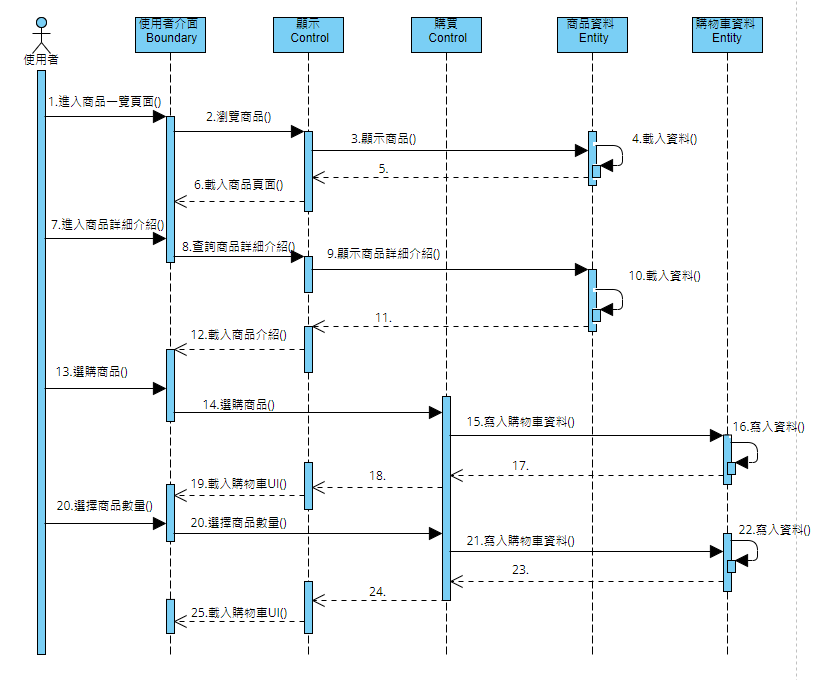 使用者
使用者介面
Boundary
顯示
Control
購買
Control
商品資料
Entity
購物車資料
Entity
1.進入商品一覽頁面()
2.瀏覽商品()
3.顯示商品()
4.載入資料()
5.
6.載入商品頁面()
7.進入商品詳細介紹()
8.查詢商品詳細介紹()
9.顯示商品詳細介紹()
10.載入資料()
11.
12.載入商品介紹()
13.選購商品()
14.選購商品()
15.寫入購物車資料()
16.寫入資料()
17.
18.
19.載入購物車UI()
20.選擇商品數量()
20.選擇商品數量()
21.寫入購物車資料()
22.寫入資料()
23.
24.
25.載入購物車UI()